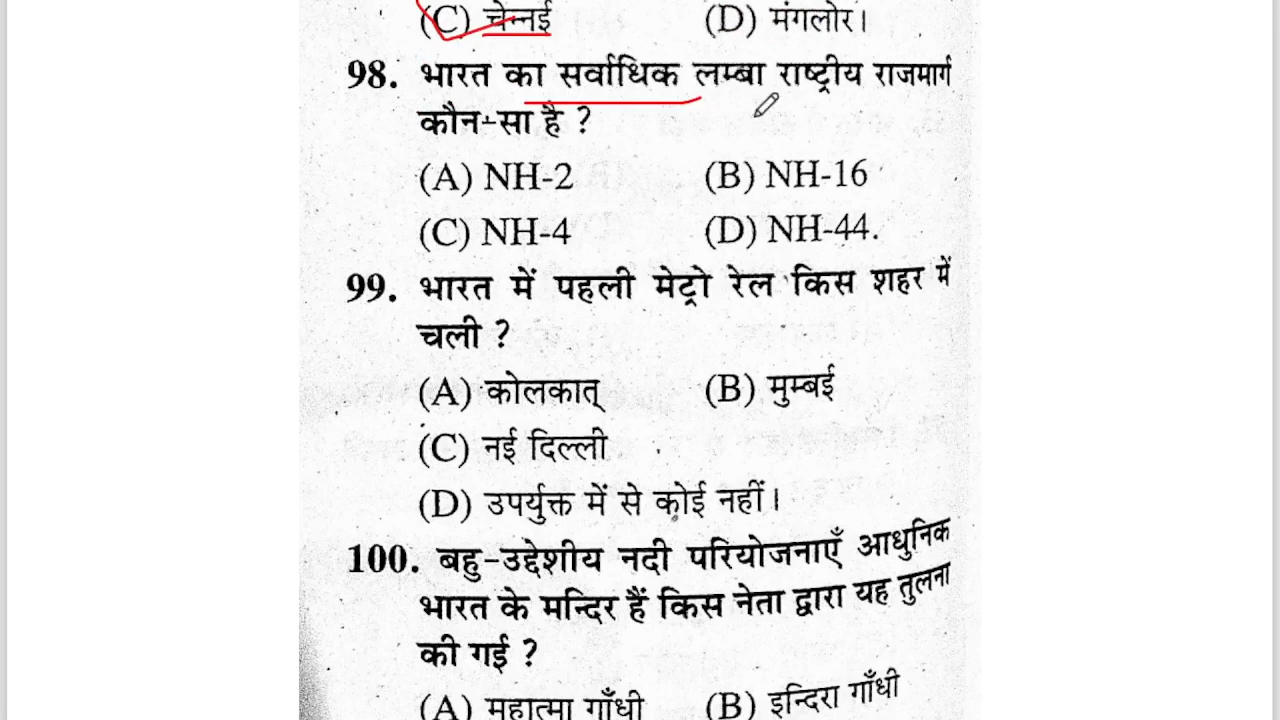 (C) चेन्नई (D) मंगलोर।
98. भारत का सर्वाधिक लम्बा राष्ट्रीय राजमार्ग
कौन-सा है ?
(A) NH-2 (B) NH-16
(C) NH-4 (D) NH-44.
99. भारत में पहली मेट्रो रेल किस शहर में
चली ?
(A) कोलकात् (B) मुम्बई
(C) नई दिल्ली
(D) उपर्युक्त में से कोई नहीं।
100. बहु-उद्देशीय नदी परियोजनाएँ आधुनिक
भारत के मन्दिर हैं किस नेता द्वारा यह तुलना
की गई ?
(A) महात्मा गाँधी (B) इन्दिरा गाँधी